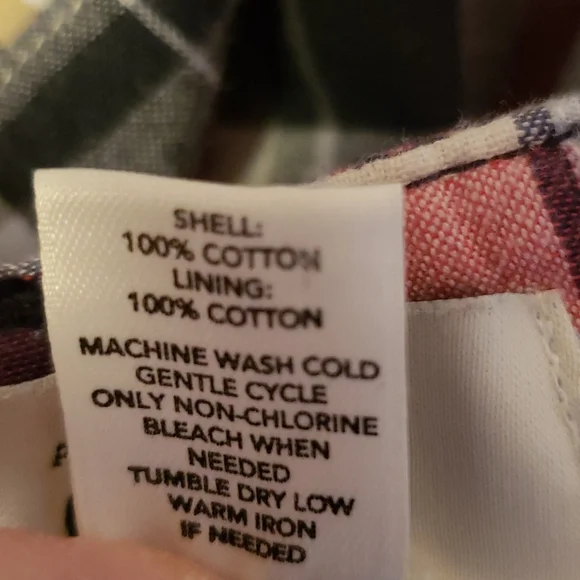 SHELL:
100% COTTON
LINING:
100% COTTON
MACHINE WASH COLD
GENTLE CYCLE
ONLY NON-CHLORINE
BLEACH WHEN
NEEDED
TUMBLE DRY LOW
WARM IRON
IF NEEDED